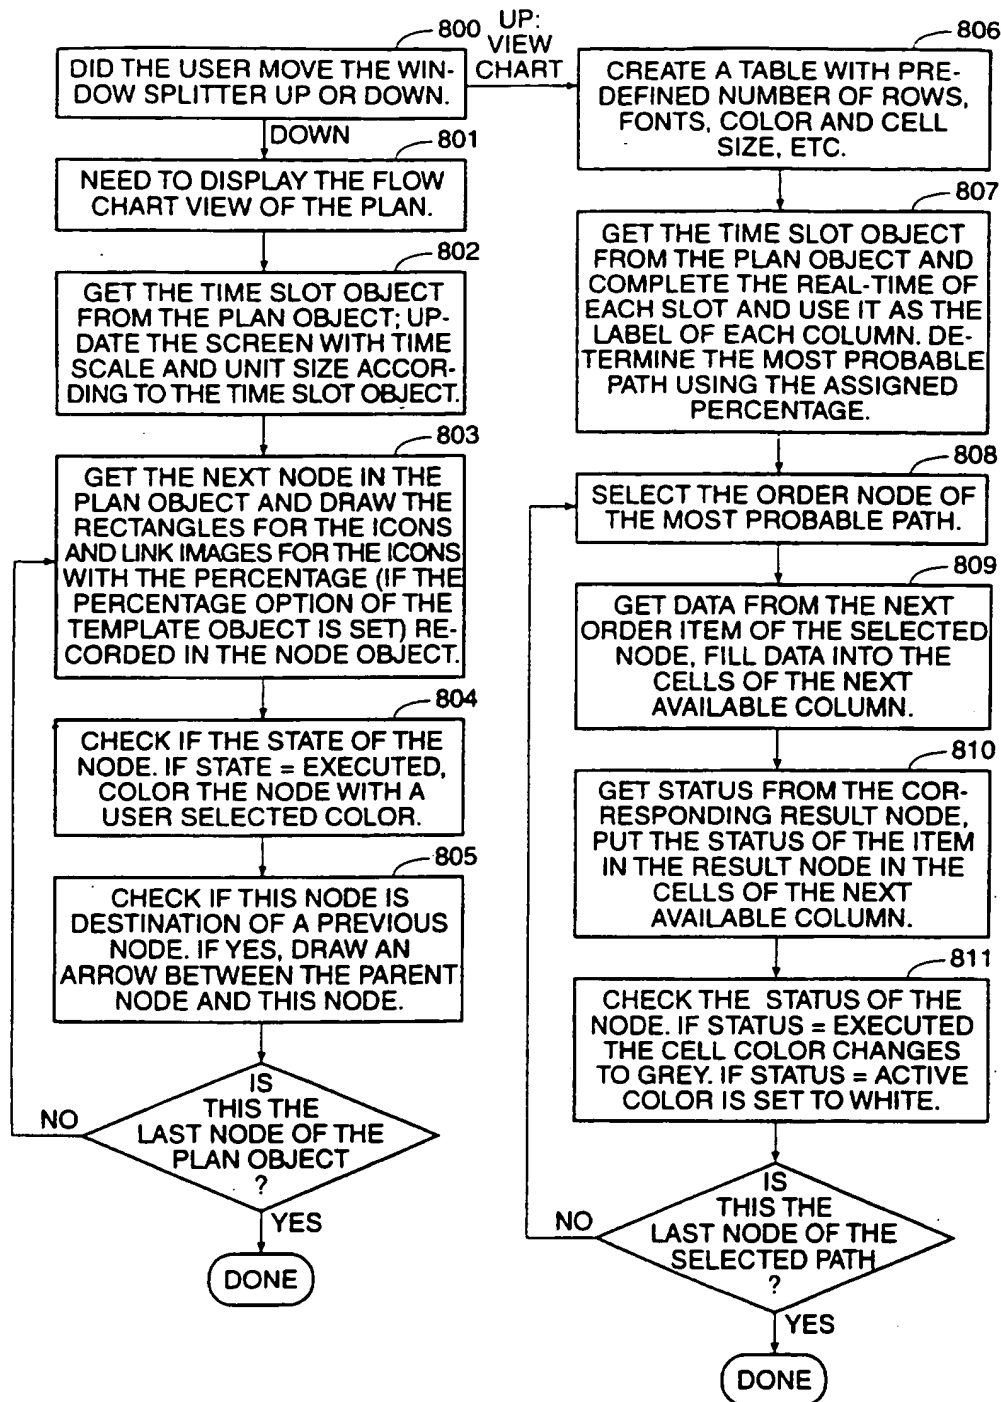 800
DID THE USER MOVE THE WIN-
DOW SPLITTER UP OR DOWN.
UP:
VIEW
CHART
DOWN
801
NEED TO DISPLAY THE FLOW
CHART VIEW OF THE PLAN.
802
GET THE TIME SLOT OBJECT
FROM THE PLAN OBJECT; UP-
DATE THE SCREEN WITH TIME
SCALE AND UNIT SIZE ACCOR-
DING TO THE TIME SLOT OBJECT.
803
GET THE NEXT NODE IN THE
PLAN OBJECT AND DRAW THE
RECTANGLES FOR THE ICONS
AND LINK IMAGES FOR THE ICONS
WITH THE PERCENTAGE (IF THE
PERCENTAGE OPTION OF THE
TEMPLATE OBJECT IS SET) RE-
CORDED IN THE NODE OBJECT.
804
CHECK IF THE STATE OF THE
NODE. IF STATE = EXECUTED,
COLOR THE NODE WITH A
USER SELECTED COLOR.
805
CHECK IF THIS NODE IS
DESTINATION OF A PREVIOUS
NODE. IF YES, DRAW AN
ARROW BETWEEN THE PARENT
NODE AND THIS NODE.
IS
THIS THE
LAST NODE OF THE
PLAN OBJECT
?
NO
YES
DONE
806
CREATE A TABLE WITH PRE-
DEFINED NUMBER OF ROWS,
FONTS, COLOR AND CELL
SIZE, ETC.
807
GET THE TIME SLOT OBJECT
FROM THE PLAN OBJECT AND
COMPLETE THE REAL-TIME OF
EACH SLOT AND USE IT AS THE
LABEL OF EACH COLUMN. DE-
TERMINE THE MOST PROBABLE
PATH USING THE ASSIGNED
PERCENTAGE.
808
SELECT THE ORDER NODE OF
THE MOST PROBABLE PATH.
809
GET DATA FROM THE NEXT
ORDER ITEM OF THE SELECTED
NODE, FILL DATA INTO THE
CELLS OF THE NEXT
AVAILABLE COLUMN.
810
GET STATUS FROM THE COR-
RESPONDING RESULT NODE,
PUT THE STATUS OF THE ITEM
IN THE RESULT NODE IN THE
CELLS OF THE NEXT
AVAILABLE COLUMN.
811
CHECK THE STATUS OF THE
NODE. IF STATUS = EXECUTED
THE CELL COLOR CHANGES
TO GREY. IF STATUS = ACTIVE
COLOR IS SET TO WHITE.
IS
THIS THE
LAST NODE OF THE
SELECTED PATH
?
NO
YES
DONE